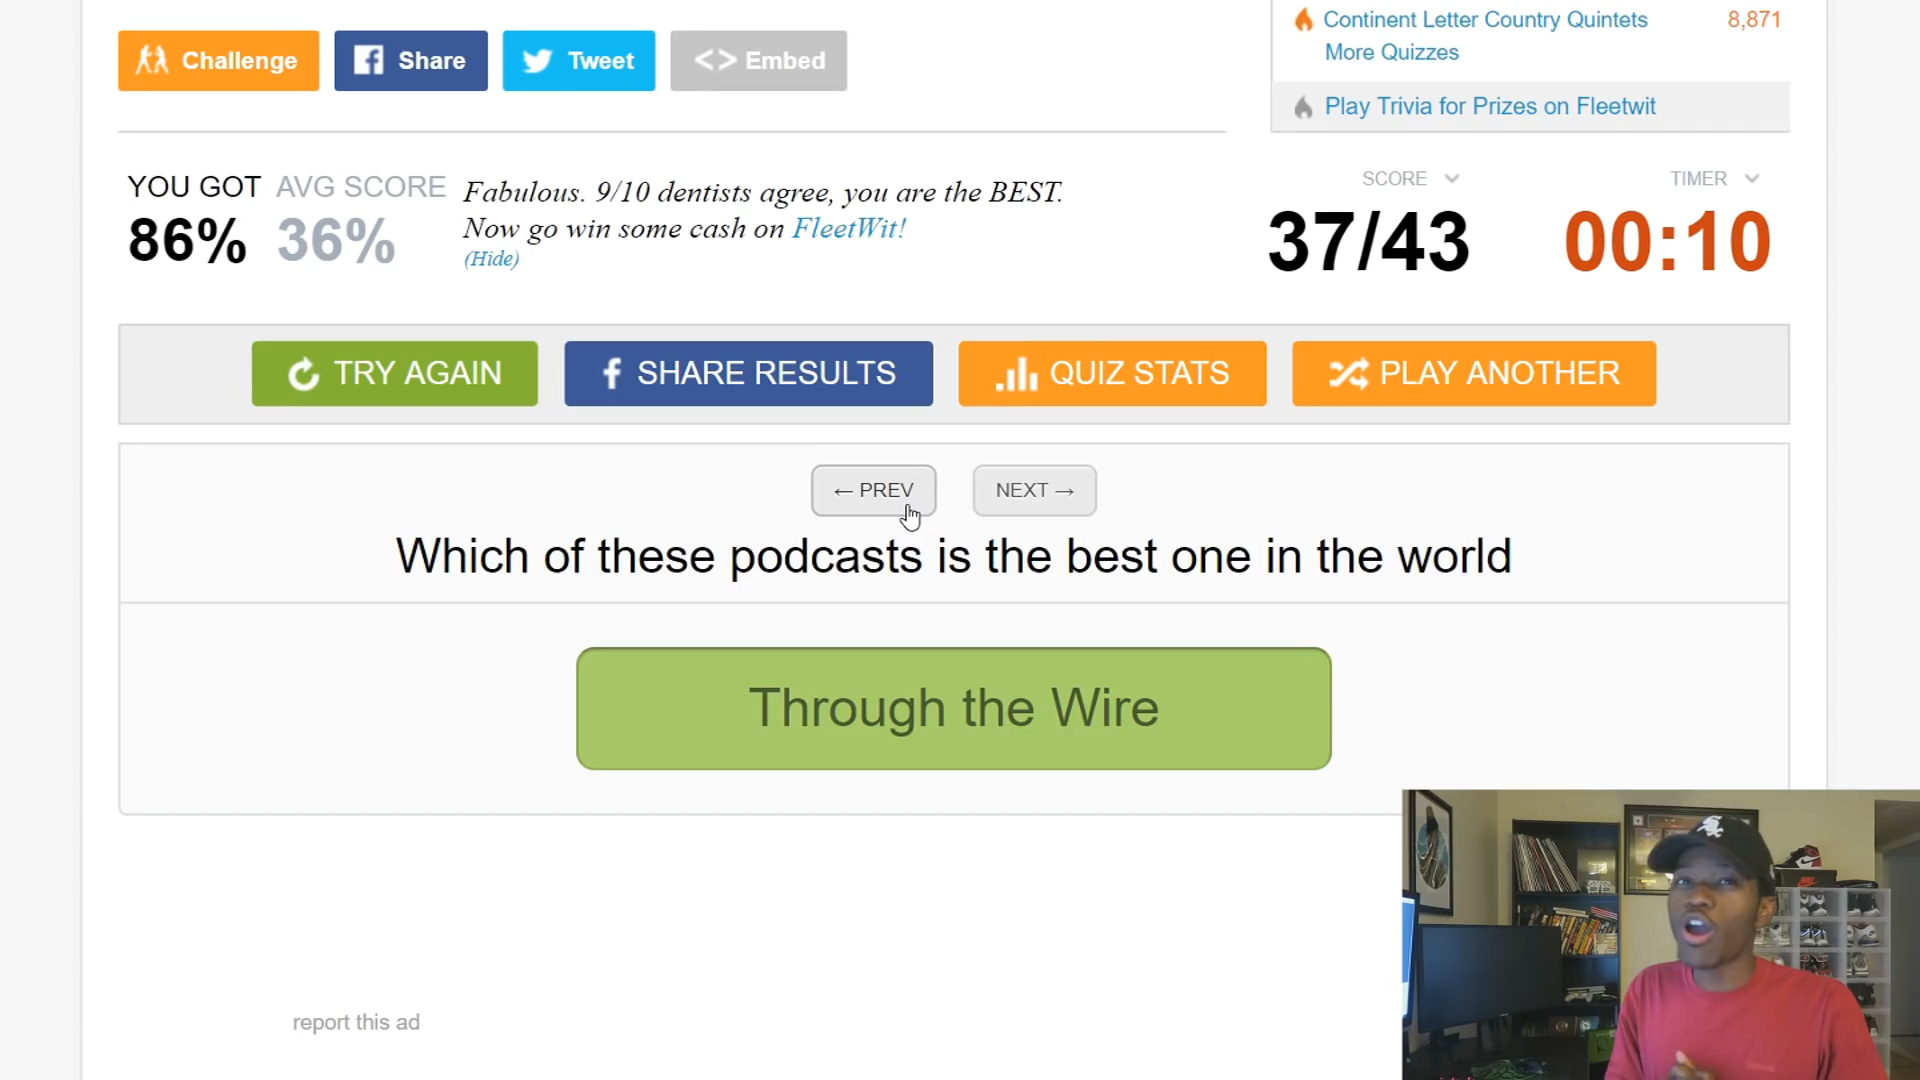 Challenge
Share
Tweet
<> Embed
Continent Letter Country Quintets 8,871
More Quizzes
Play Trivia for Prizes on Fleetwit
YOU GOT
86%
AVG SCORE
36%
Fabulous. 9/10 dentists agree, you are the BEST.
Now go win some cash on FleetWit!
(Hide)
SCORE
37/43
TIMER
00:10
TRY AGAIN
SHARE RESULTS
QUIZ STATS
PLAY ANOTHER
← PREV
NEXT →
Which of these podcasts is the best one in the world
Through the Wire
report this ad